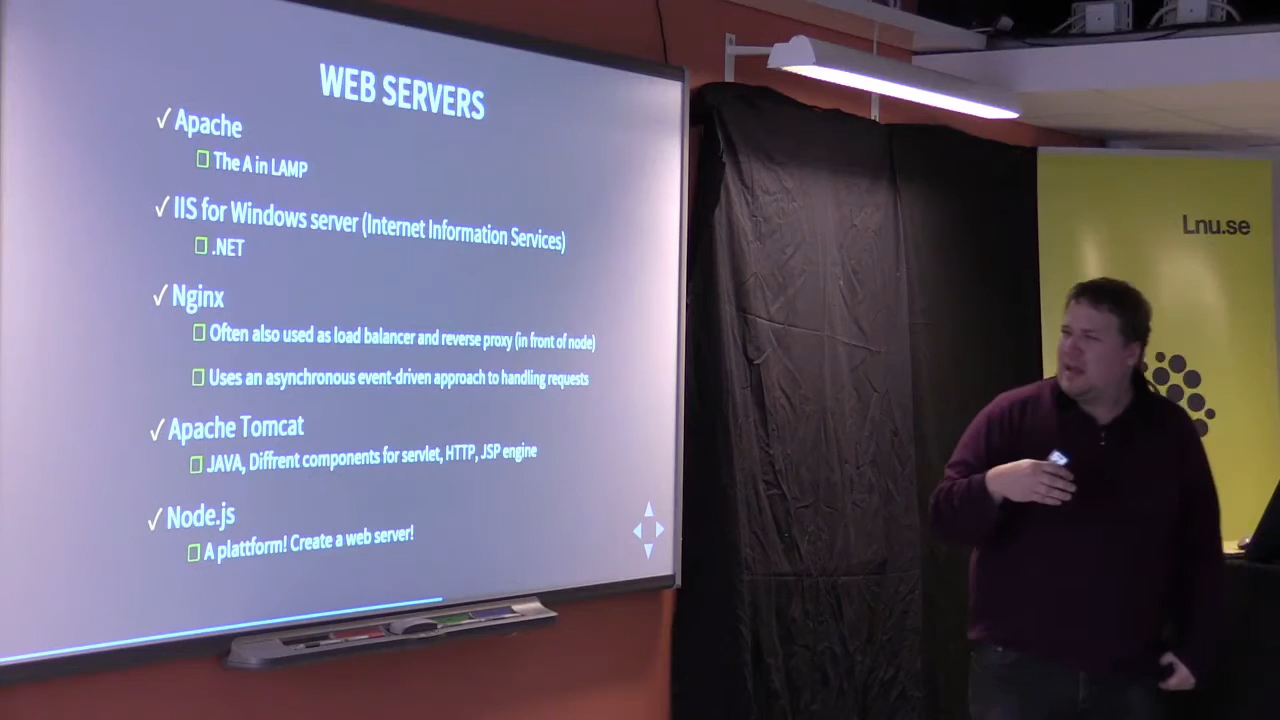 WEB SERVERS
✓ Apache
The A in LAMP
✓ IIS for Windows server (Internet Information Services)
.NET
✓ Nginx
Often also used as load balancer and reverse proxy (in front of node)
Uses an asynchronous event-driven approach to handling requests
✓ Apache Tomcat
JAVA, Diffrent components for servlet, HTTP, JSP engine
✓ Node.js
A plattform! Create a web server!
Lnu.se